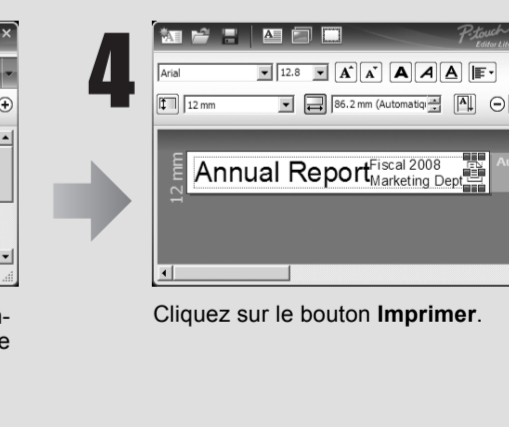 4
P-touch
Editor Lite
Arial
12.8
A A A A A
12 mm
86.2 mm (Automatiq
A
12 mm
Annual Report
Fiscal 2008
Marketing Dept
Cliquez sur le bouton Imprimer.